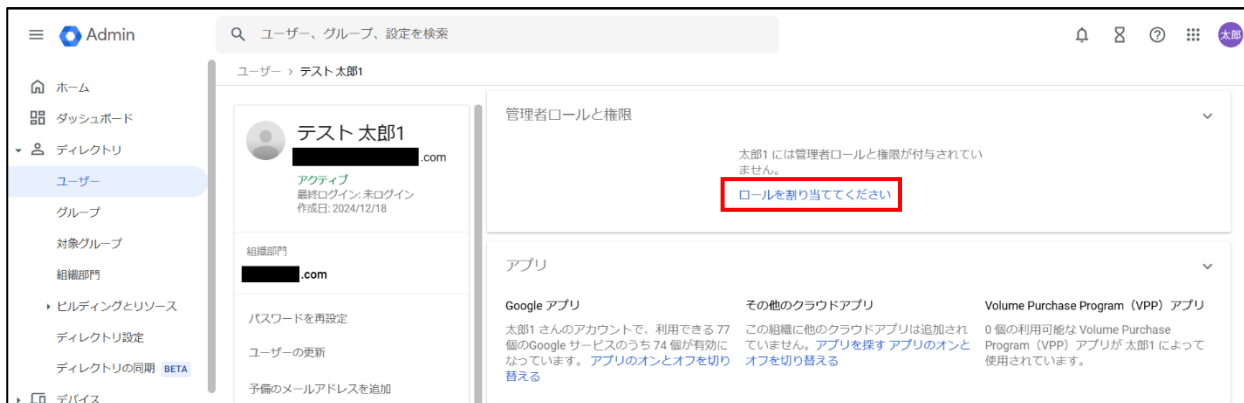 Admin
ユーザー、グループ、設定を検索
太郎
ユーザー > テスト 太郎1
ホーム
ダッシュボード
ディレクトリ
ユーザー
グループ
対象グループ
組織部門
ビルディングとリソース
ディレクトリ設定
ディレクトリの同期 BETA
デバイス
テスト 太郎1
.com
アクティブ
最終ログイン: 未ログイン
作成日: 2024/12/18
組織部門
.com
パスワードを再設定
ユーザーの更新
予備のメールアドレスを追加
管理者ロールと権限
太郎1 には管理者ロールと権限が付与されてい
ません。
ロールを割り当ててください
アプリ
Google アプリ
太郎1 さんのアカウントで、利用できる 77
個のGoogle サービスのうち 74 個が有効に
なっています。 アプリのオンとオフを切り
替える
その他のクラウドアプリ
この組織に他のクラウドアプリは追加され
ていません。アプリを探す アプリのオンと
オフを切り替える
Volume Purchase Program（VPP）アプリ
0 個の利用可能な Volume Purchase
Program（VPP）アプリが 太郎1 によって
使用されています。